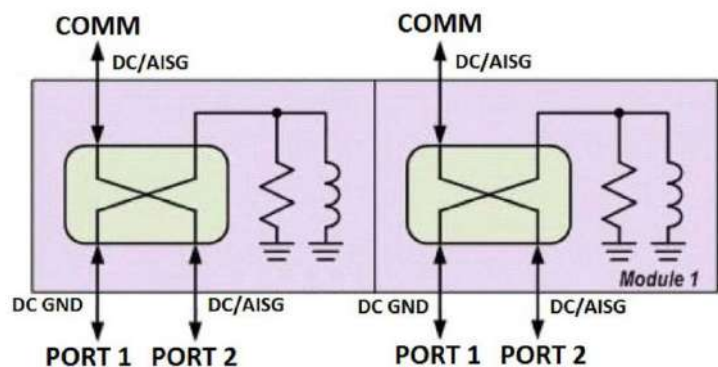 COMM COMM
DC/AISG DC/AISG
Module 1
DC GND DC/AISG DC GND DC/AISG
PORT 1 PORT 2 PORT 1 PORT 2